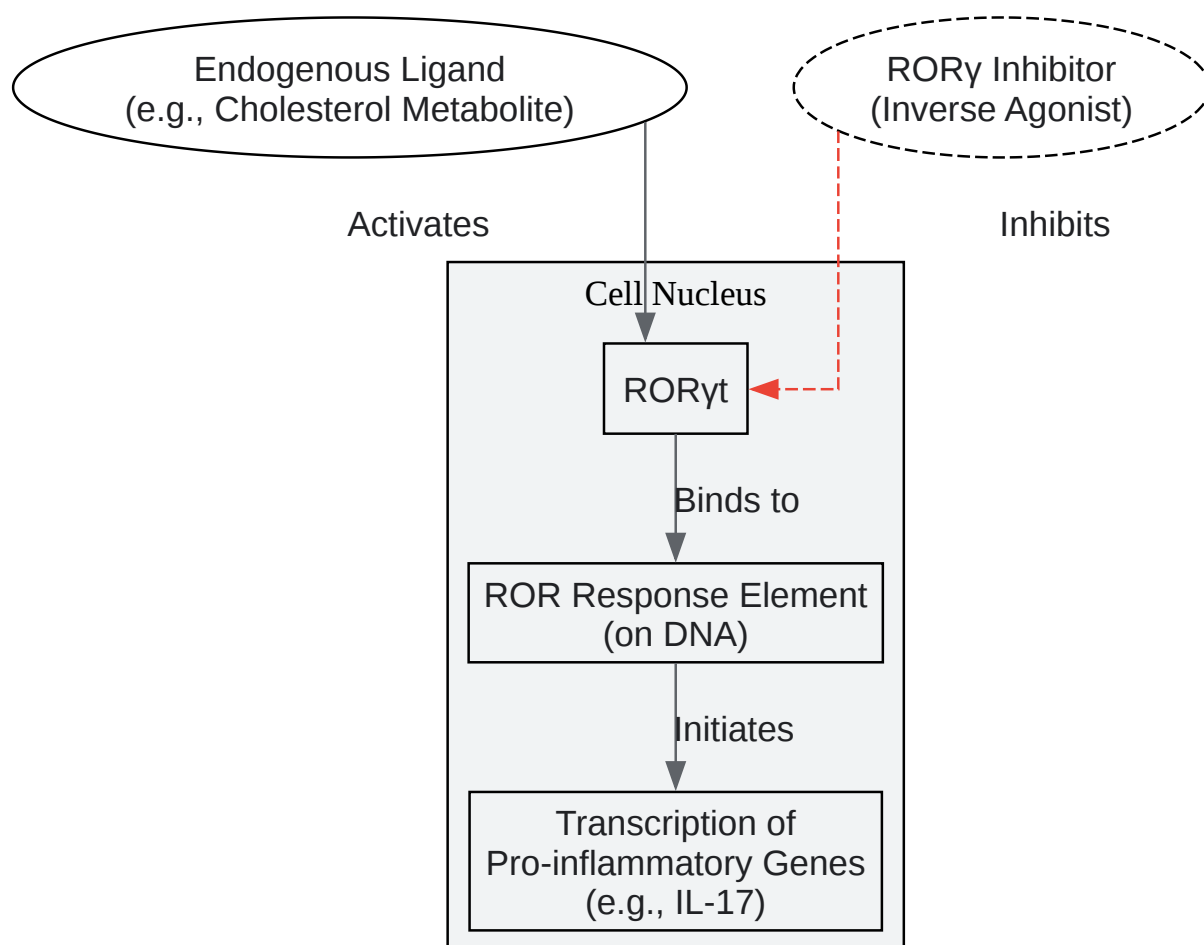 Endogenous Ligand
(e.g., Cholesterol Metabolite)
RORγ Inhibitor
(Inverse Agonist)
Activates
Inhibits
Cell Nucleus
RORγt
Binds to
ROR Response Element
(on DNA)
Initiates
Transcription of
Pro-inflammatory Genes
(e.g., IL-17)